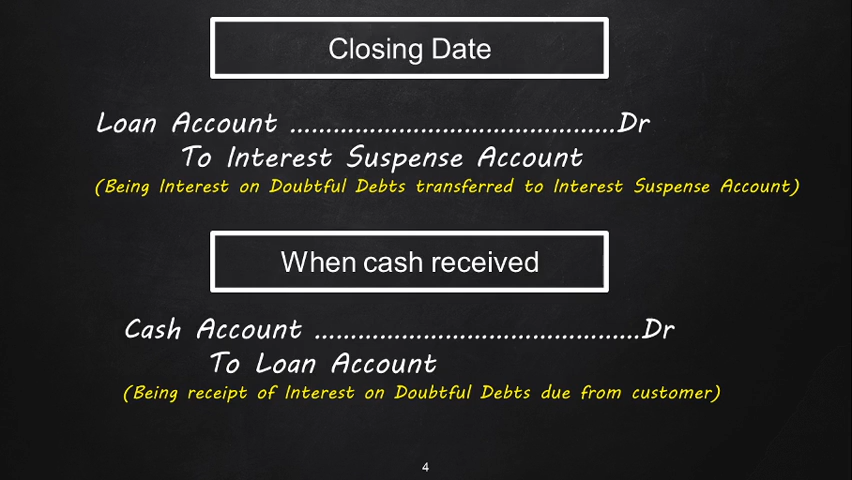 Closing Date
Loan Account .............................................Dr
To Interest Suspense Account
(Being Interest on Doubtful Debts transferred to Interest Suspense Account)
When cash received
Cash Account .............................................Dr
To Loan Account
(Being receipt of Interest on Doubtful Debts due from customer)
4